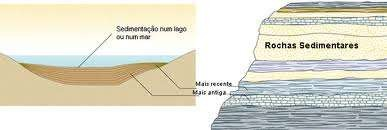 Sedimentação num lago
ou num mar
Rochas Sedimentares
Mais recente
Mais antiga